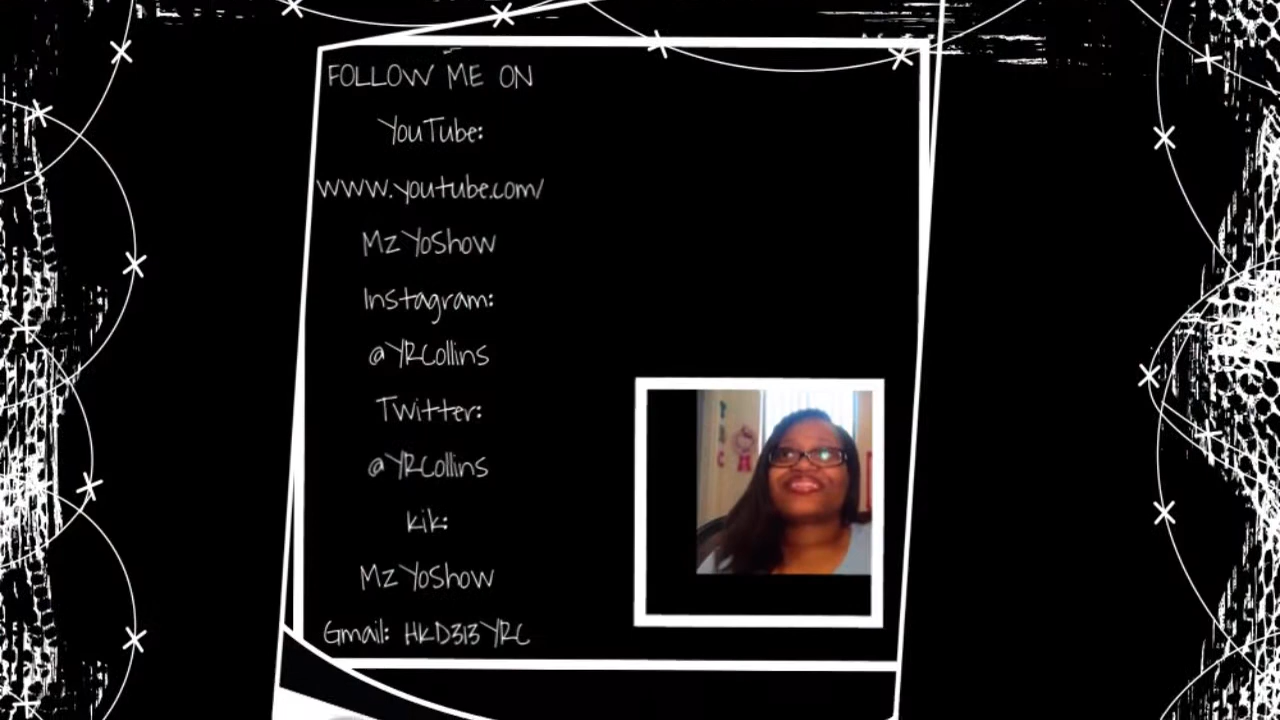 FOLLOW ME ON
YouTube:
www.youtube.com/
MzYoShow
Instagram:
@YRCollins
Twitter:
@YRCollins
kik:
MzYoShow
Gmail: HKD313YRC